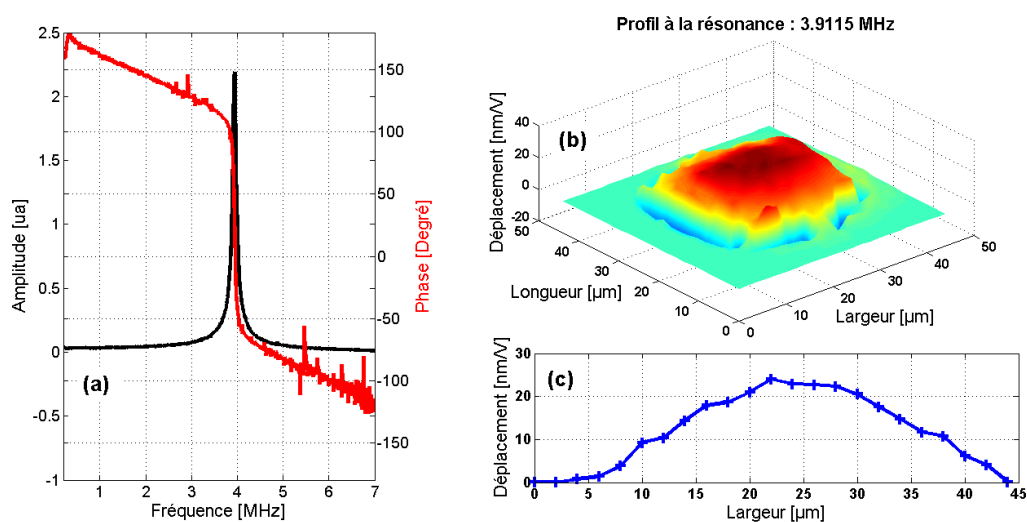 2.5
2
1.5
1
0.5
0
-0.5
-1
Amplitude [ua]
150
100
50
0
-50
-100
-150
Phase [Degré]
(a)
1 2 3 4 5 6 7
Fréquence [MHz]
Profil à la résonance : 3.9115 MHz
(b)
40
20
0
-20
Déplacement [nm/V]
50
40
30
20
10
0
Longueur [µm]
0
10
20
30
40
50
Largeur [µm]
(c)
30
20
10
0
Déplacement [nm/V]
0 5 10 15 20 25 30 35 40 45
Largeur [µm]